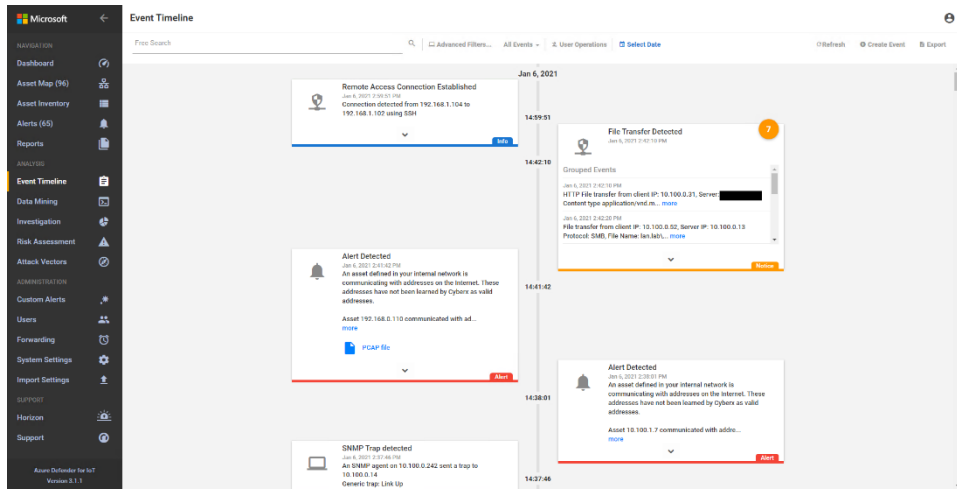 Microsoft
Event Timeline
NAVIGATION
Dashboard
Asset Map (96)
Asset Inventory
Alerts (65)
Reports
ANALYSIS
Event Timeline
Data Mining
Investigation
Risk Assessment
Attack Vectors
ADMINISTRATION
Custom Alerts
Users
Forwarding
System Settings
Import Settings
SUPPORT
Horizon
Support
Azure Defender for IoT
Version 3.1.1
Free Search
Advanced Filters...
All Events
User Operations
Select Date
Refresh
Create Event
Export
Jan 6, 2021
Remote Access Connection Established
Jan 6, 2021 2:59:51 PM
Connection detected from 192.168.1.104 to
192.168.1.102 using SSH
Info
14:59:51
File Transfer Detected
Jan 6, 2021 2:42:10 PM
7
Grouped Events
Jan 6, 2021 2:42:10 PM
HTTP File transfer from client IP: 10.100.0.31, Server:
Content type application/vnd.m... more
Jan 6, 2021 2:42:20 PM
File transfer from client IP: 10.100.0.52, Server IP: 10.100.0.13
Protocol: SMB, File Name: lsn.latri,... more
Notice
14:42:10
Alert Detected
Jan 6, 2021 2:41:42 PM
An asset defined in your internal network is
communicating with addresses on the Internet. These
addresses have not been learned by Cyberx as valid
addresses.
Asset 192.168.0.110 communicated with ad...
more
PCAP file
Alert
14:41:42
Alert Detected
Jan 6, 2021 2:38:01 PM
An asset defined in your internal network is
communicating with addresses on the Internet. These
addresses have not been learned by Cyberx as valid
addresses.
Asset 10.100.1.7 communicated with addre...
more
Alert
14:38:01
SNMP Trap detected
Jan 6, 2021 2:37:46 PM
An SNMP agent on 10.100.0.242 sent a trap to
10.100.0.14
Generic trap: Link Up
14:37:46